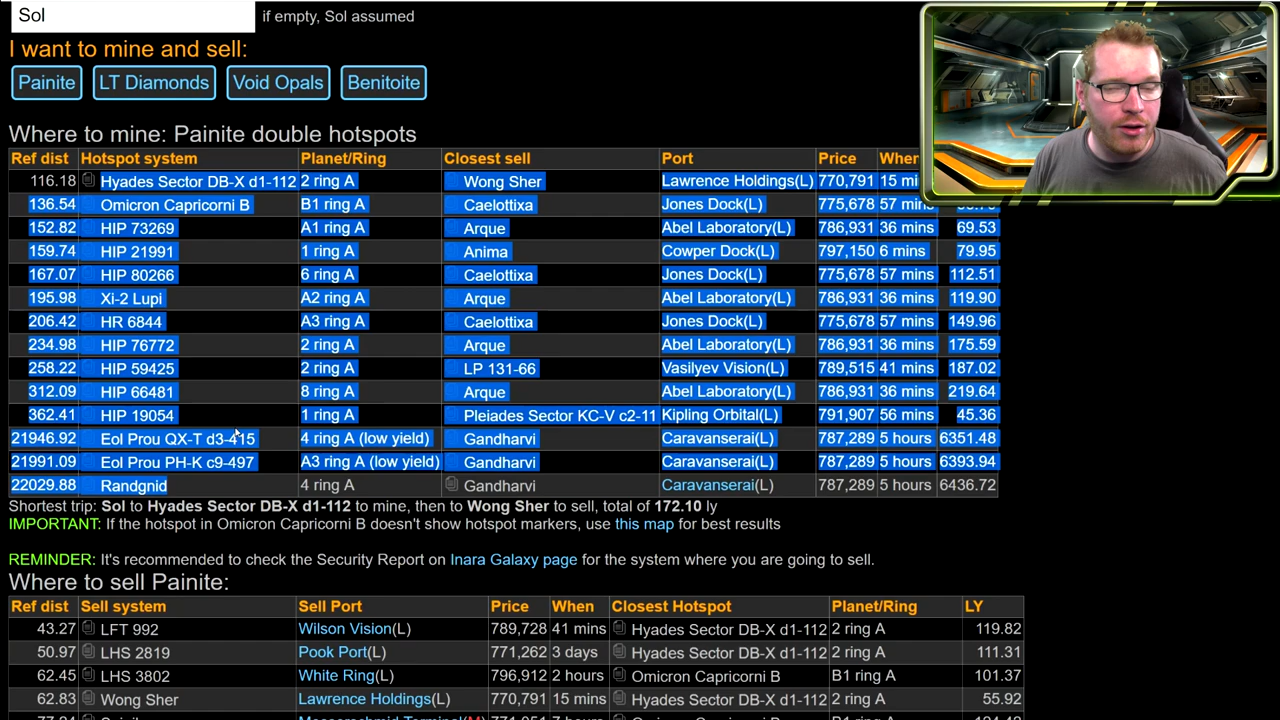 Sol if empty, Sol assumed
I want to mine and sell:
Painite LT Diamonds Void Opals Benitoite
Where to mine: Painite double hotspots
Ref dist Hotspot system Planet/Ring Closest sell Port Price When
116.18 Hyades Sector DB-X d1-112 2 ring A Wong Sher Lawrence Holdings(L) 770,791 15 mi
136.54 Omicron Capricorni B B1 ring A Caelottixa Jones Dock(L) 775,678 57 mins
152.82 HIP 73269 A1 ring A Arque Abel Laboratory(L) 786,931 36 mins 69.53
159.74 HIP 21991 1 ring A Anima Cowper Dock(L) 797,150 6 mins 79.95
167.07 HIP 80266 6 ring A Caelottixa Jones Dock(L) 775,678 57 mins 112.51
195.98 Xi-2 Lupi A2 ring A Arque Abel Laboratory(L) 786,931 36 mins 119.90
206.42 HR 6844 A3 ring A Caelottixa Jones Dock(L) 775,678 57 mins 149.96
234.98 HIP 76772 2 ring A Arque Abel Laboratory(L) 786,931 36 mins 175.59
258.22 HIP 59425 2 ring A LP 131-66 Vasilyev Vision(L) 789,515 41 mins 187.02
312.09 HIP 66481 8 ring A Arque Abel Laboratory(L) 786,931 36 mins 219.64
362.41 HIP 19054 1 ring A Pleiades Sector KC-V c2-11 Kipling Orbital(L) 791,907 56 mins 45.36
21946.92 Eol Prou QX-T d3-415 4 ring A (low yield) Gandharvi Caravanserai(L) 787,289 5 hours 6351.48
21991.09 Eol Prou PH-K c9-497 A3 ring A (low yield) Gandharvi Caravanserai(L) 787,289 5 hours 6393.94
22029.88 Randgnid 4 ring A Gandharvi Caravanserai(L) 787,289 5 hours 6436.72
Shortest trip: Sol to Hyades Sector DB-X d1-112 to mine, then to Wong Sher to sell, total of 172.10 ly
IMPORTANT: If the hotspot in Omicron Capricorni B doesn't show hotspot markers, use this map for best results
REMINDER: It's recommended to check the Security Report on Inara Galaxy page for the system where you are going to sell.
Where to sell Painite:
Ref dist Sell system Sell Port Price When Closest Hotspot Planet/Ring LY
43.27 LFT 992 Wilson Vision(L) 789,728 41 mins Hyades Sector DB-X d1-112 2 ring A 119.82
50.97 LHS 2819 Pook Port(L) 771,262 3 days Hyades Sector DB-X d1-112 2 ring A 111.31
62.45 LHS 3802 White Ring(L) 796,912 2 hours Omicron Capricorni B B1 ring A 101.37
62.83 Wong Sher Lawrence Holdings(L) 770,791 15 mins Hyades Sector DB-X d1-112 2 ring A 55.92